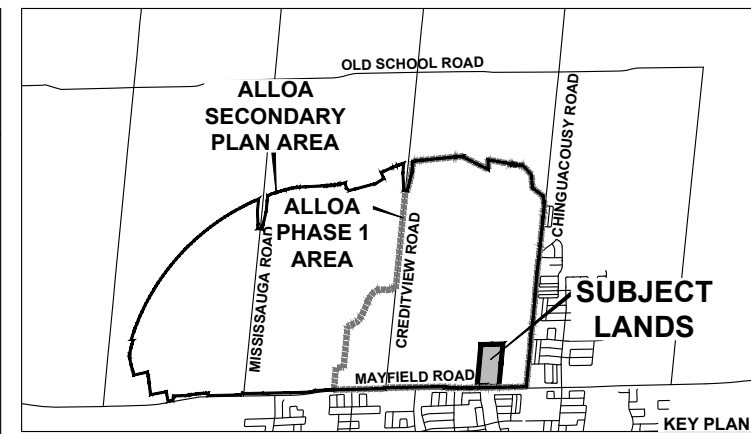 OLD SCHOOL ROAD
ALLOA
SECONDARY
PLAN AREA
CHINGUACOUSY ROAD
ALLOA
PHASE 1
AREA
MISSISSAUGA ROAD
CREDITVIEW ROAD
SUBJECT
LANDS
MAYFIELD ROAD
KEY PLAN